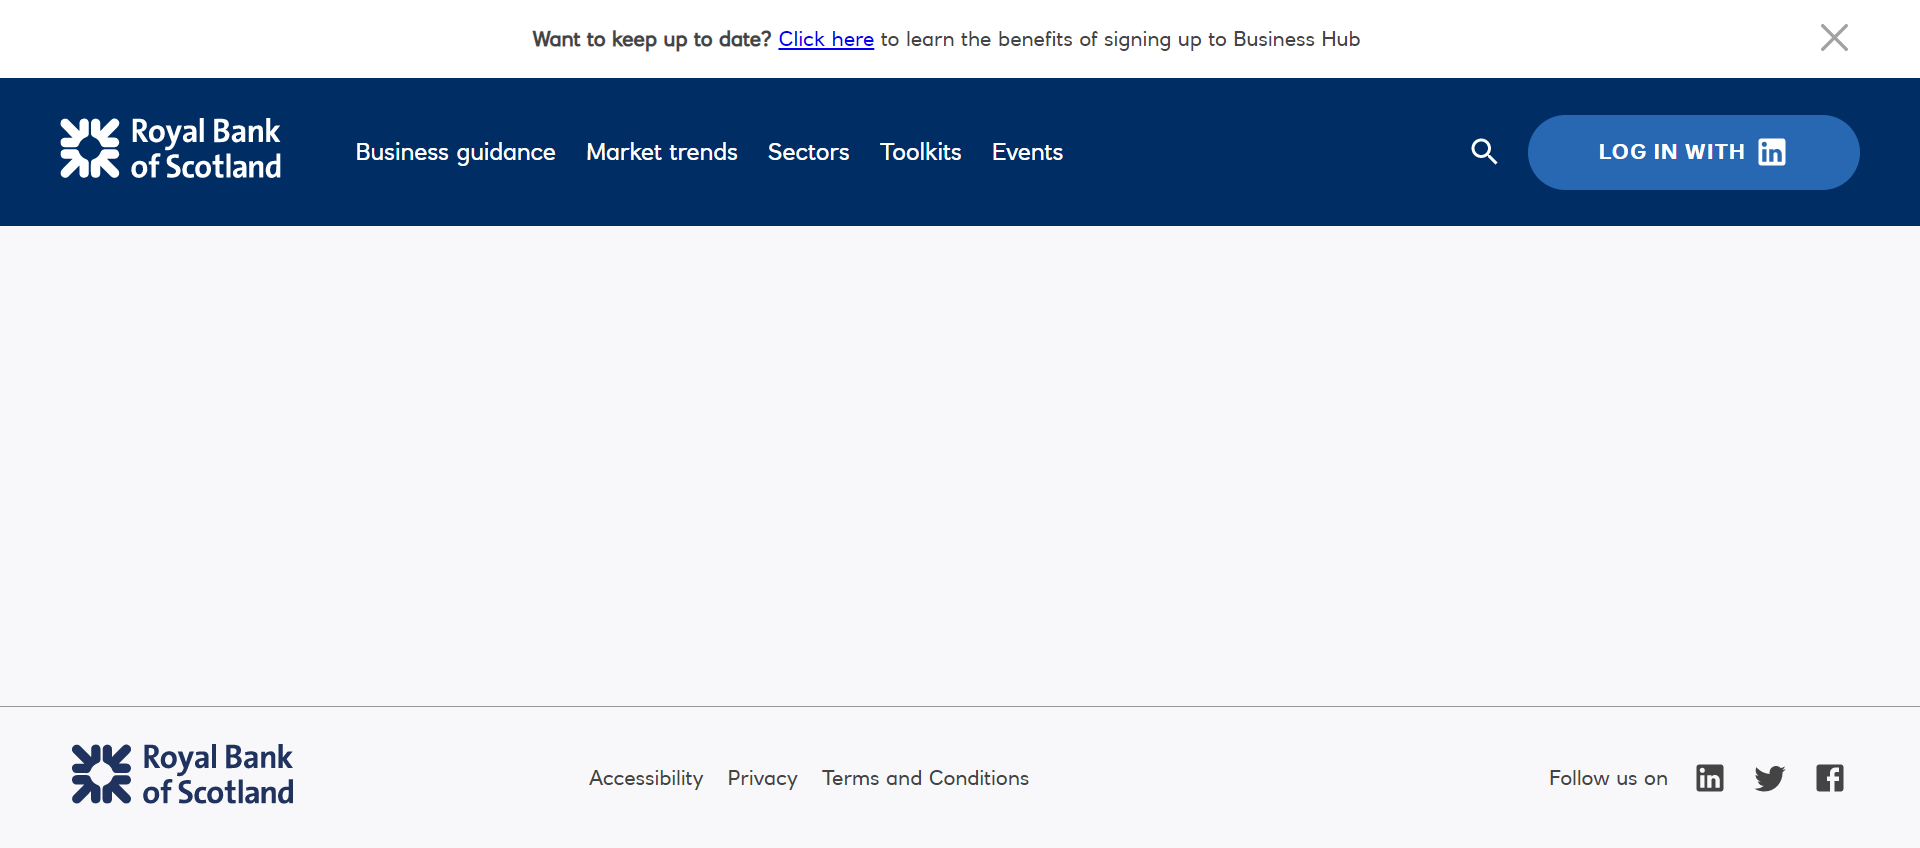 Want to keep up to date? Click here to learn the benefits of signing up to Business Hub
Royal Bank
of Scotland
Business guidance Market trends Sectors Toolkits Events
LOG IN WITH in
Royal Bank
of Scotland
Accessibility Privacy Terms and Conditions
Follow us on in f